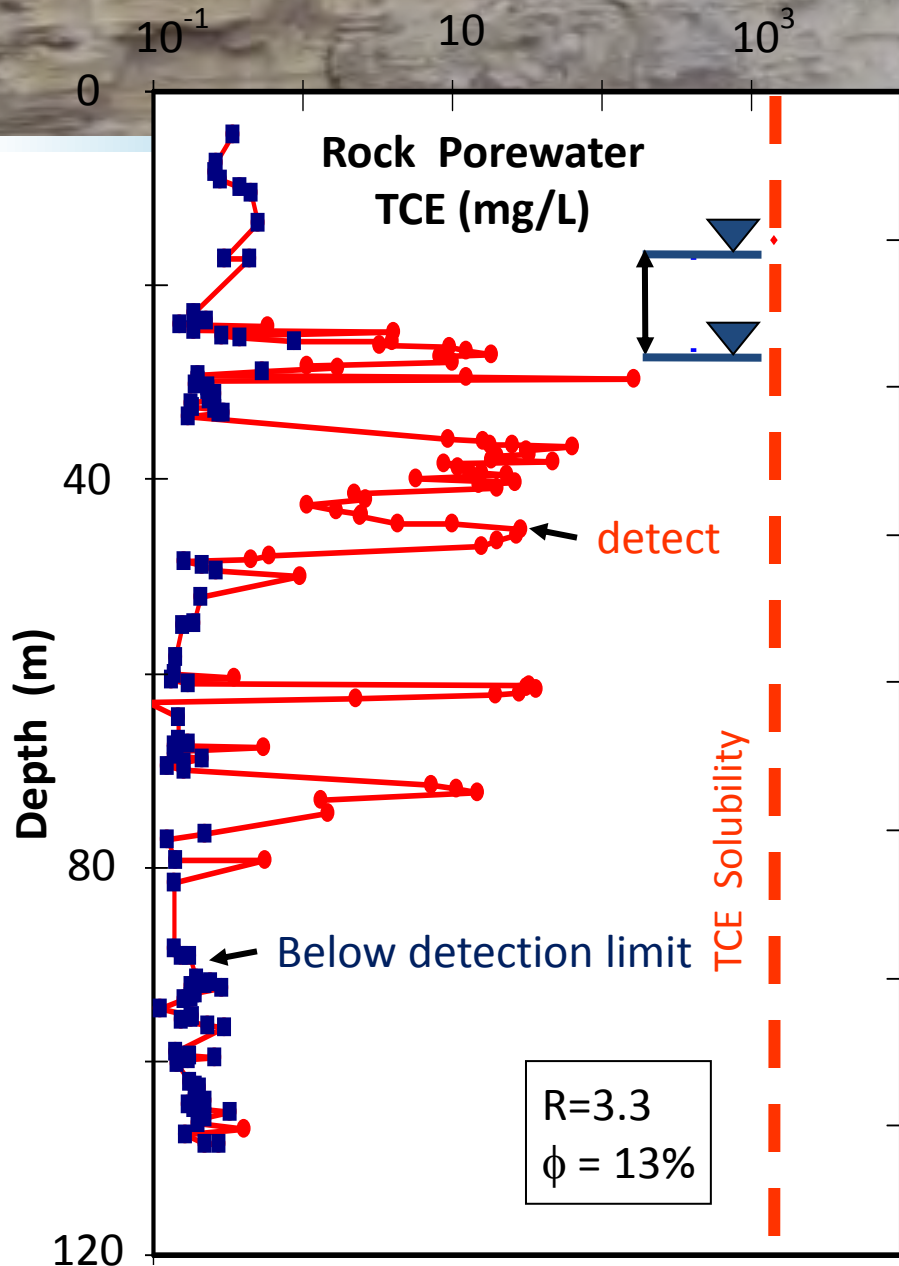 10⁻¹ 10 10³
0
Rock Porewater
TCE (mg/L)
40
detect
Depth (m)
TCE Solubility
80
Below detection limit
R=3.3
ϕ = 13%
120